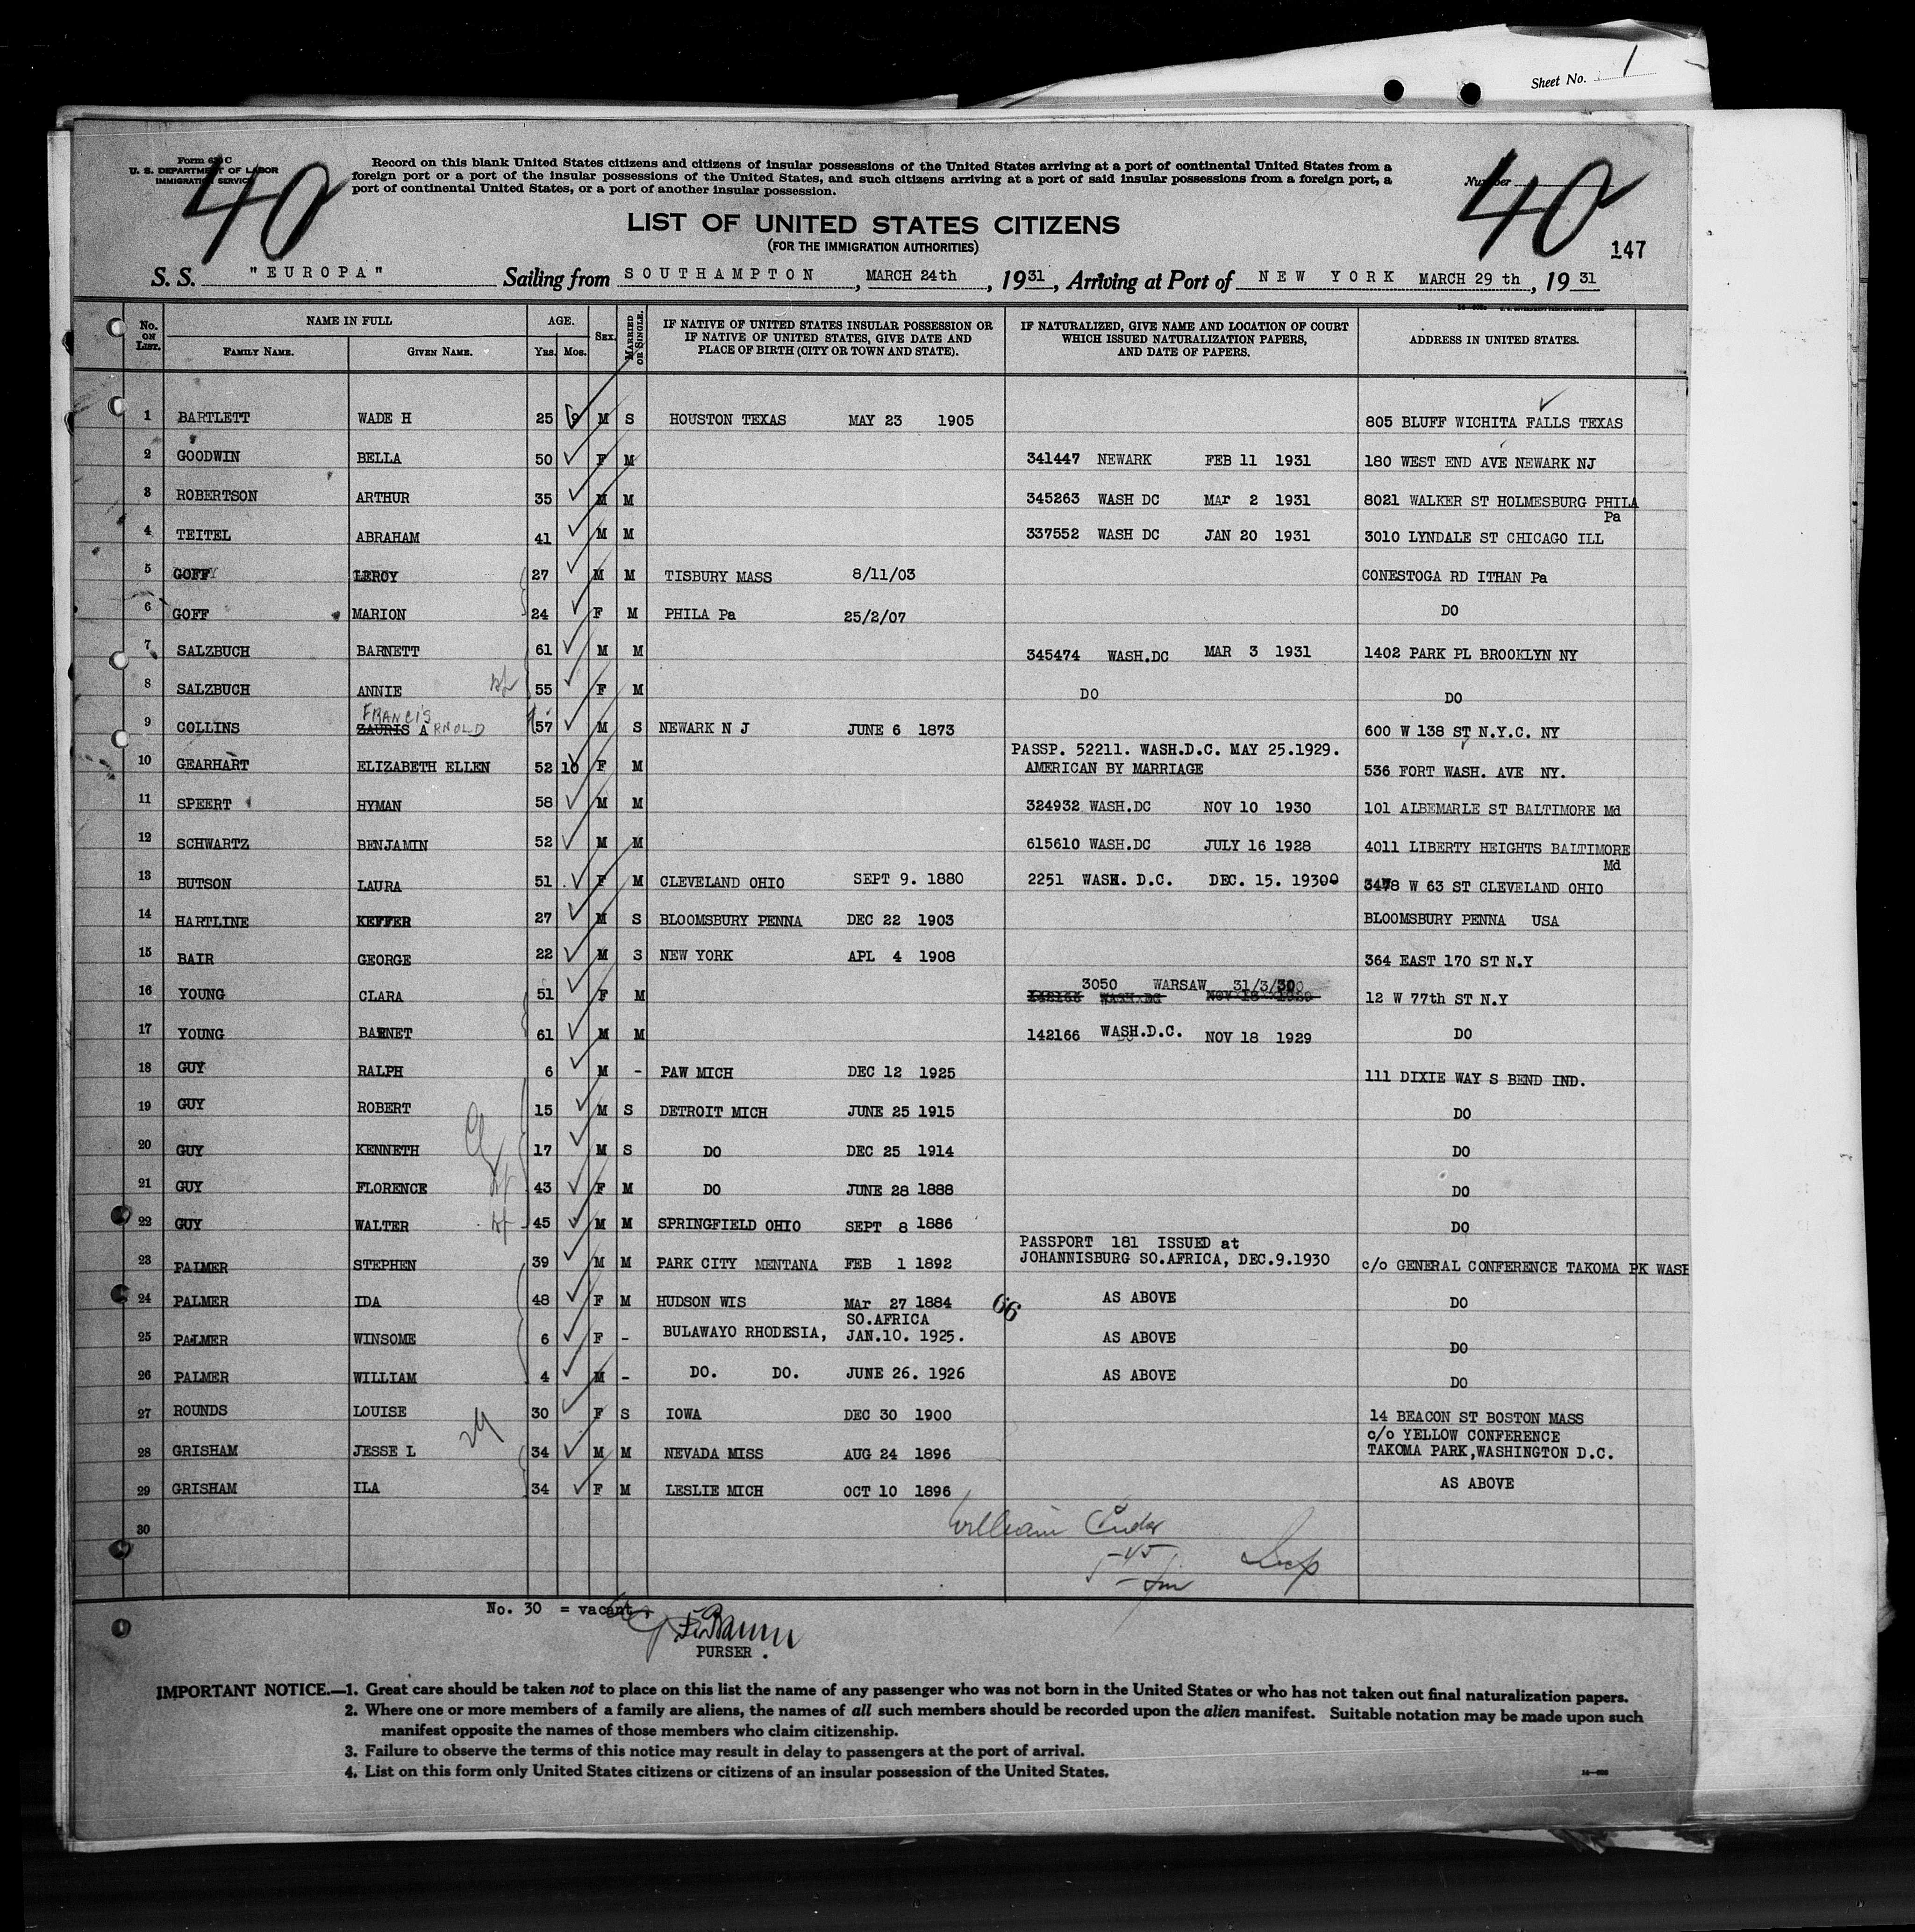 Sheet No. 1
Form 630 C
U. S. DEPARTMENT OF LABOR
IMMIGRATION SERVICE
40
Record on this blank United States citizens and citizens of insular possessions of the United States arriving at a port of continental United States from a
foreign port or a port of the insular possessions of the United States, and such citizens arriving at a port of said insular possessions from a foreign port, a
port of continental United States, or a port of another insular possession.
Number
40
LIST OF UNITED STATES CITIZENS
(FOR THE IMMIGRATION AUTHORITIES)
147
S. S. "EUROPA" Sailing from SOUTHAMPTON, MARCH 24th, 1931, Arriving at Port of NEW YORK MARCH 29 th, 1931
No. ON LIST. NAME IN FULL FAMILY NAME. GIVEN NAME. AGE. YRS. MOS. SEX. MARRIED OR SINGLE. IF NATIVE OF UNITED STATES INSULAR POSSESSION OR IF NATIVE OF UNITED STATES, GIVE DATE AND PLACE OF BIRTH (CITY OR TOWN AND STATE). IF NATURALIZED, GIVE NAME AND LOCATION OF COURT WHICH ISSUED NATURALIZATION PAPERS, AND DATE OF PAPERS. ADDRESS IN UNITED STATES.
1 BARTLETT WADE H 25 9 M S HOUSTON TEXAS MAY 23 1905 805 BLUFF WICHITA FALLS TEXAS
2 GOODWIN BELLA 50 F M 341447 NEWARK FEB 11 1931 180 WEST END AVE NEWARK NJ
3 ROBERTSON ARTHUR 35 M M 345263 WASH DC MAr 2 1931 8021 WALKER ST HOLMESBURG PHILA
Pa
4 TEITEL ABRAHAM 41 M M 337552 WASH DC JAN 20 1931 3010 LYNDALE ST CHICAGO ILL
5 GOFF LEROY 27 M M TISBURY MASS 8/11/03 CONESTOGA RD ITHAN Pa
6 GOFF MARION 24 F M PHILA Pa 25/2/07 DO
7 SALZBUCH BARNETT 61 M M 345474 WASH.DC MAR 3 1931 1402 PARK PL BROOKLYN NY
8 SALZBUCH ANNIE 55 F M DO DO
FRANCIS
9 COLLINS ZAURIS ARNOLD 57 M S NEWARK N J JUNE 6 1873 600 W 138 ST N.Y.C. NY
PASSP. 52211. WASH.D.C. MAY 25.1929.
10 GEARHART ELIZABETH ELLEN 52 10 F M AMERICAN BY MARRIAGE 536 FORT WASH. AVE NY.
11 SPEERT HYMAN 58 M M 324932 WASH.DC NOV 10 1930 101 ALBEMARLE ST BALTIMORE Md
12 SCHWARTZ BENJAMIN 52 M M 615610 WASH.DC JULY 16 1928 4011 LIBERTY HEIGHTS BALTIMORE
Md
13 BUTSON LAURA 51 F M CLEVELAND OHIO SEPT 9. 1880 2251 WASH. D.C. DEC. 15. 1930 W 63 ST CLEVELAND OHIO
14 HARTLINE KEFFER 27 M S BLOOMSBURY PENNA DEC 22 1903 BLOOMSBURY PENNA USA
15 BAIR GEORGE 22 M S NEW YORK APL 4 1908 364 EAST 170 ST N.Y
3050 WARSAW 31/3/30
16 YOUNG CLARA 51 F M 142166 WASH.DC NOV 18 1929 12 W 77th ST N.Y
17 YOUNG BARNET 61 M M 142166 WASH.D.C. NOV 18 1929 DO
18 GUY RALPH 6 M - PAW MICH DEC 12 1925 111 DIXIE WAY S BEND IND.
19 GUY ROBERT 15 M S DETROIT MICH JUNE 25 1915 DO
20 GUY KENNETH 17 M S DO DEC 25 1914 DO
21 GUY FLORENCE 43 F M DO JUNE 28 1888 DO
22 GUY WALTER 45 M M SPRINGFIELD OHIO SEPT 8 1886 DO
PASSPORT 181 ISSUED at
23 PALMER STEPHEN 39 M M PARK CITY MENTANA FEB 1 1892 JOHANNISBURG SO.AFRICA, DEC.9.1930 c/o GENERAL CONFERENCE TAKOMA PK WASH
24 PALMER IDA 48 F M HUDSON WIS MAr 27 1884 66 AS ABOVE DO
SO.AFRICA
25 PALMER WINSOME 6 F - BULAWAYO RHODESIA, JAN.10. 1925. AS ABOVE DO
26 PALMER WILLIAM 4 M - DO. DO. JUNE 26. 1926 AS ABOVE DO
27 ROUNDS LOUISE 30 F S IOWA DEC 30 1900 14 BEACON ST BOSTON MASS
c/o YELLOW CONFERENCE
28 GRISHAM JESSE L 34 M M NEVADA MISS AUG 24 1896 TAKOMA PARK,WASHINGTON D.C.
29 GRISHAM ILA 34 F M LESLIE MICH OCT 10 1896 AS ABOVE
30
William
No. 30 = vacant.
PURSER .
IMPORTANT NOTICE.—1. Great care should be taken not to place on this list the name of any passenger who was not born in the United States or who has not taken out final naturalization papers.
2. Where one or more members of a family are aliens, the names of all such members should be recorded upon the alien manifest. Suitable notation may be made upon such
manifest opposite the names of those members who claim citizenship.
3. Failure to observe the terms of this notice may result in delay to passengers at the port of arrival.
4. List on this form only United States citizens or citizens of an insular possession of the United States.